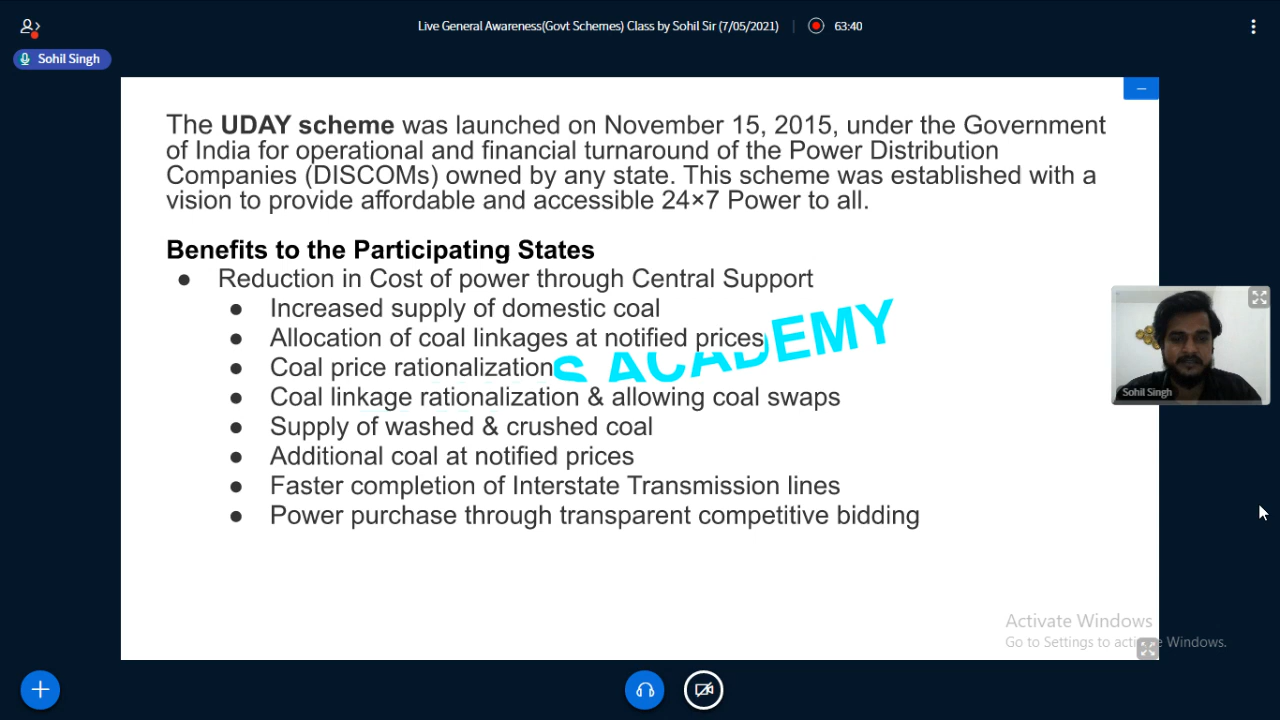 Live General Awareness(Govt Schemes) Class by Sohil Sir (7/05/2021) | 63:40
Sohil Singh
The UDAY scheme was launched on November 15, 2015, under the Government
of India for operational and financial turnaround of the Power Distribution
Companies (DISCOMs) owned by any state. This scheme was established with a
vision to provide affordable and accessible 24×7 Power to all.
Benefits to the Participating States
● Reduction in Cost of power through Central Support
● Increased supply of domestic coal
● Allocation of coal linkages at notified prices
● Coal price rationalization
● Coal linkage rationalization & allowing coal swaps
● Supply of washed & crushed coal
● Additional coal at notified prices
● Faster completion of Interstate Transmission lines
● Power purchase through transparent competitive bidding
ACADEMY
Sohil Singh
Activate Windows
Go to Settings to activate Windows.